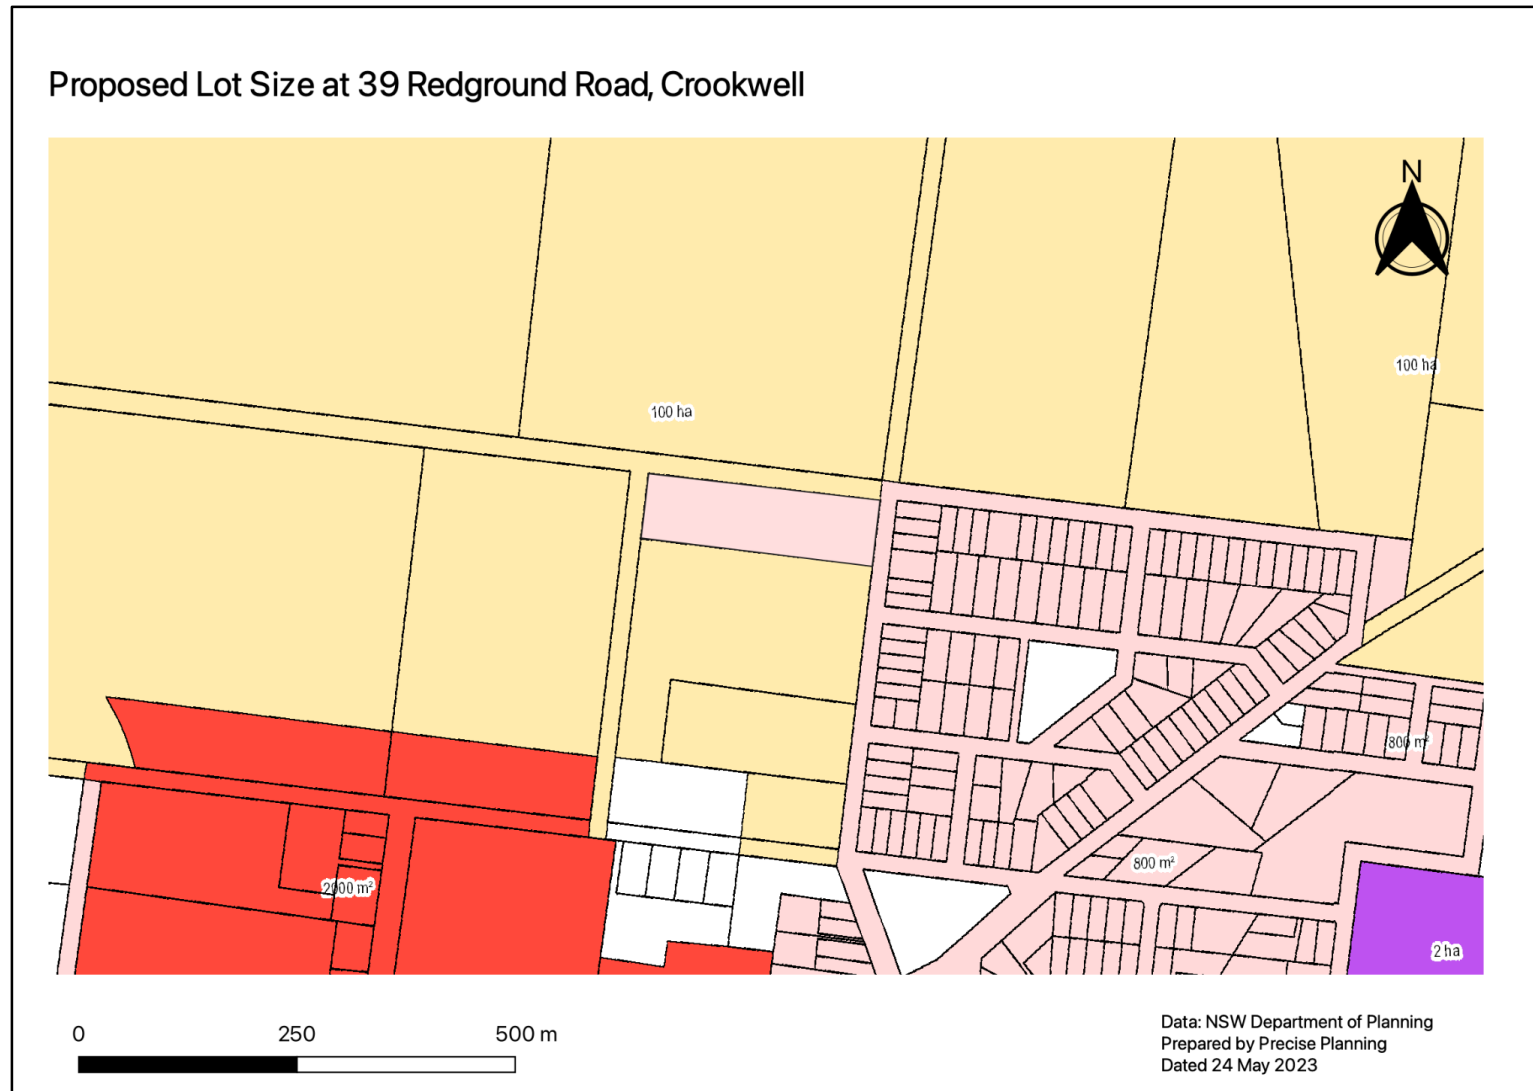 Proposed Lot Size at 39 Redground Road, Crookwell
N
100 ha
100 ha
800 m²
800 m²
2000 m²
2 ha
0 250 500 m
Data: NSW Department of Planning
Prepared by Precise Planning
Dated 24 May 2023